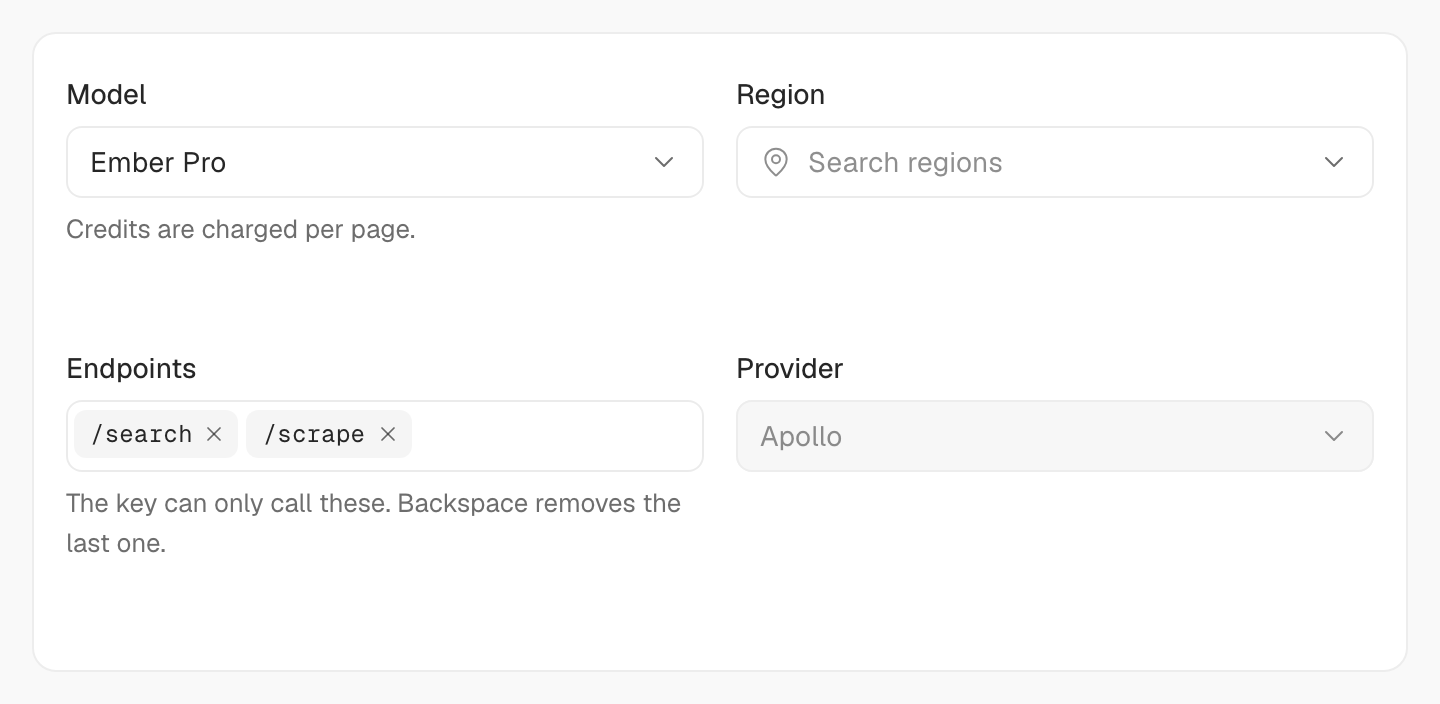 Model
Ember Pro
Credits are charged per page.
Region
Search regions
Endpoints
/search
/scrape
The key can only call these. Backspace removes the
last one.
Provider
Apollo